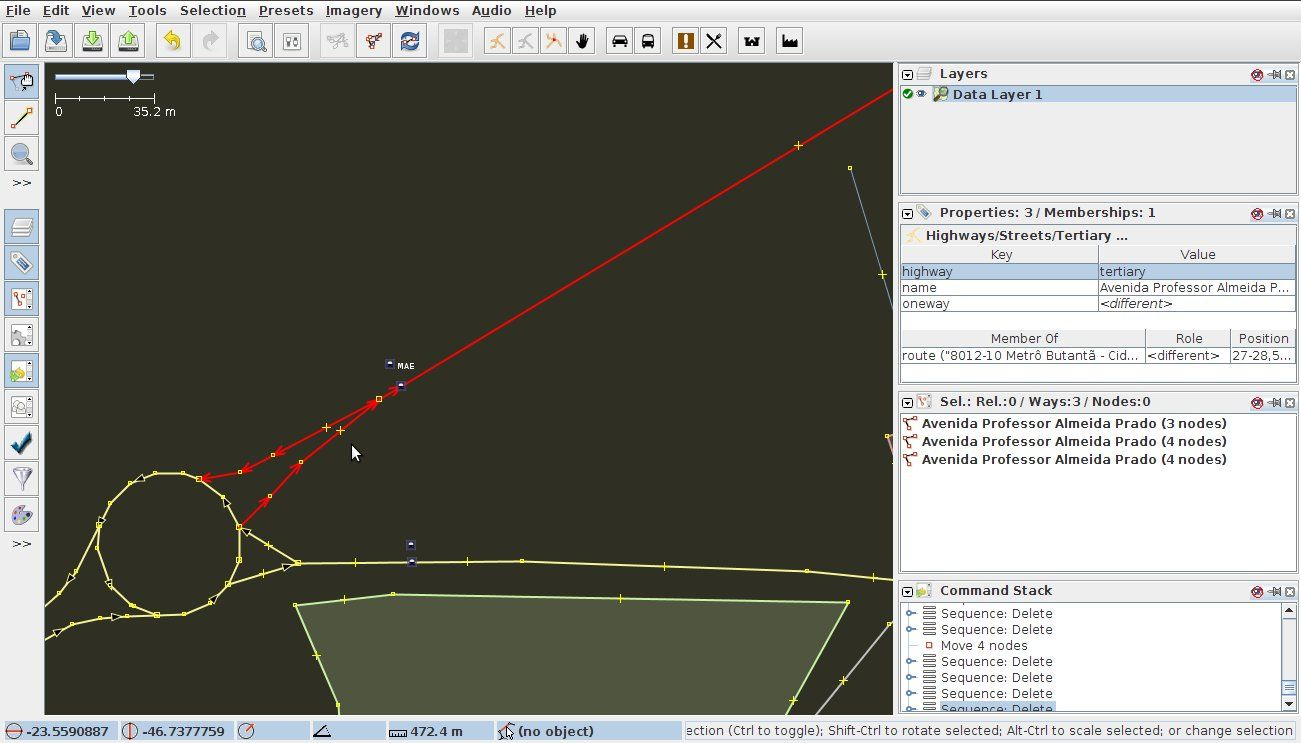 File Edit View Tools Selection Presets Imagery Windows Audio Help
0 35.2 m
MAE
>>
>>
Layers
Data Layer 1
Properties: 3 / Memberships: 1
Highways/Streets/Tertiary ...
Key Value
highway tertiary
name Avenida Professor Almeida P...
oneway <different>
Member Of Role Position
route ("8012-10 Metrô Butantã - Cid... <different> 27-28,5...
Sel.: Rel.:0 / Ways:3 / Nodes:0
Avenida Professor Almeida Prado (3 nodes)
Avenida Professor Almeida Prado (4 nodes)
Avenida Professor Almeida Prado (4 nodes)
Command Stack
Sequence: Delete
Sequence: Delete
Move 4 nodes
Sequence: Delete
Sequence: Delete
Sequence: Delete
Sequence: Delete
-23.5590887 -46.7377759 472.4 m (no object) ection (Ctrl to toggle); Shift-Ctrl to rotate selected; Alt-Ctrl to scale selected; or change selection